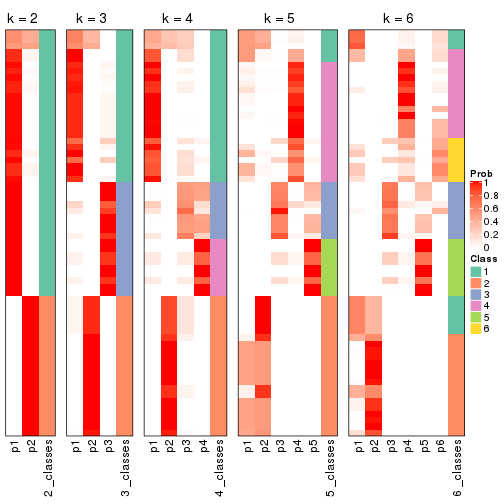 k = 2
k = 3
k = 4
k = 5
k = 6
Prob
1
0.8
0.6
0.4
0.2
0
Class
1
2
3
4
5
6
p1
p2
2_classes
p1
p2
p3
3_classes
p1
p2
p3
p4
4_classes
p1
p2
p3
p4
p5
5_classes
p1
p2
p3
p4
p5
p6
6_classes